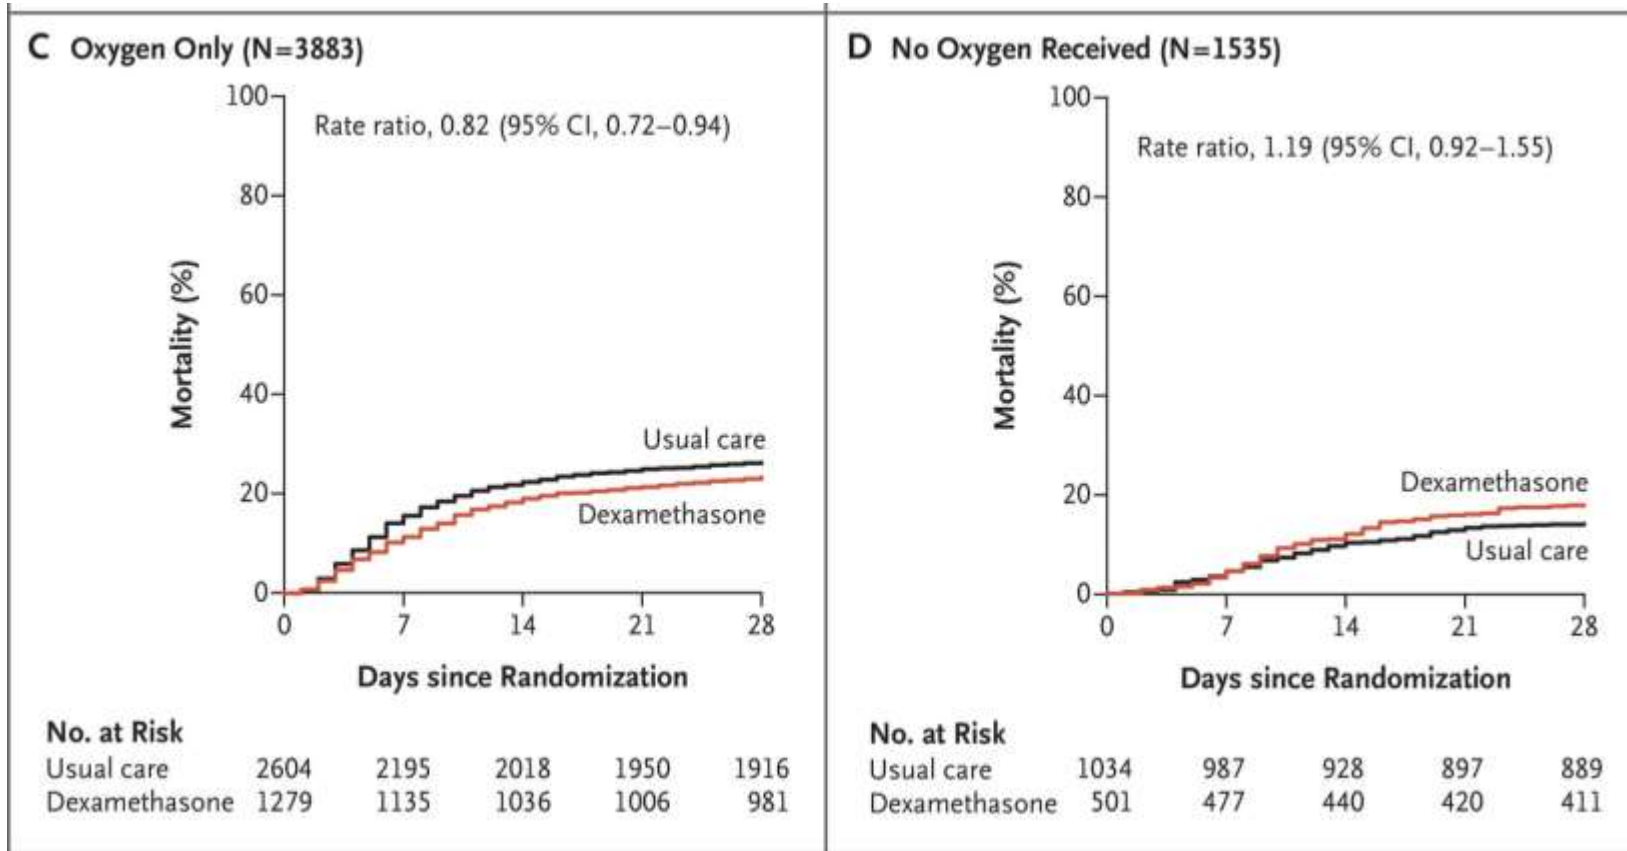 C Oxygen Only (N=3883)
100
Rate ratio, 0.82 (95% CI, 0.72–0.94)
80
60
Mortality (%)
40
Usual care
20
Dexamethasone
0
0 7 14 21 28
Days since Randomization
No. at Risk
Usual care 2604 2195 2018 1950 1916
Dexamethasone 1279 1135 1036 1006 981
D No Oxygen Received (N=1535)
100
Rate ratio, 1.19 (95% CI, 0.92–1.55)
80
60
Mortality (%)
40
Dexamethasone
20
Usual care
0
0 7 14 21 28
Days since Randomization
No. at Risk
Usual care 1034 987 928 897 889
Dexamethasone 501 477 440 420 411